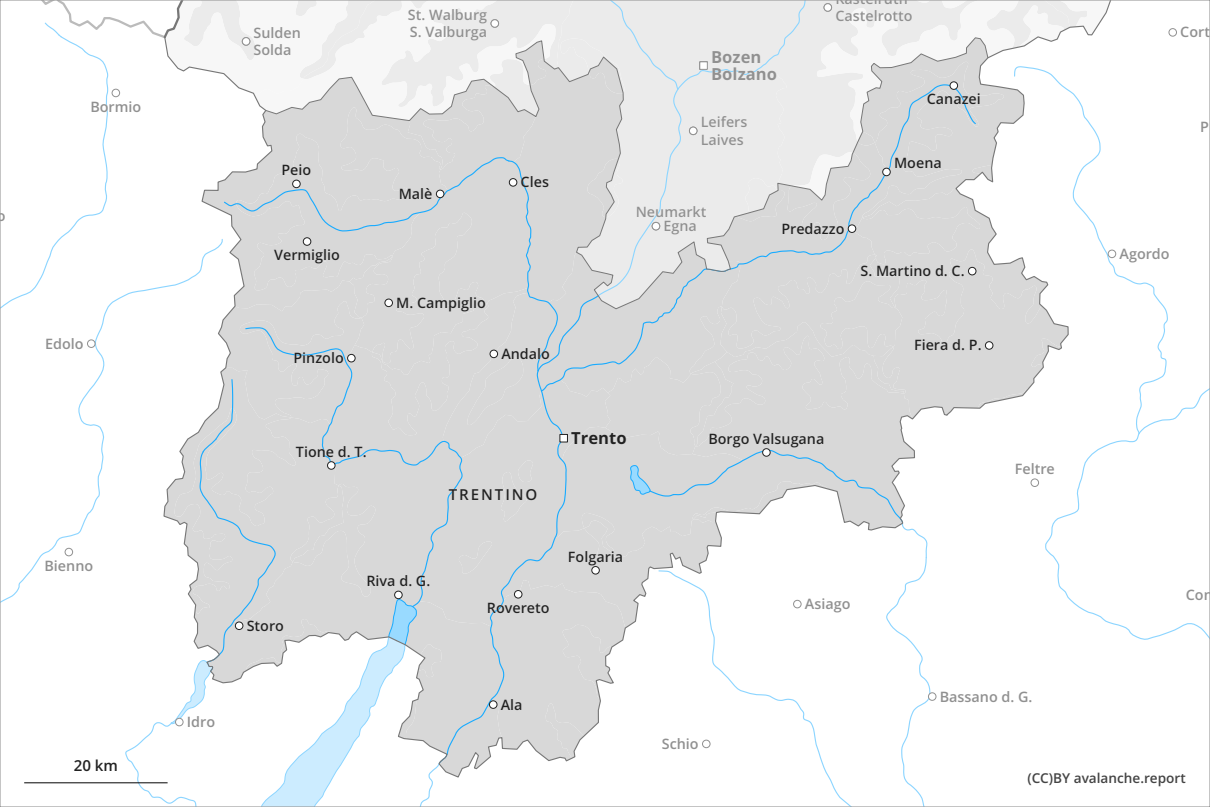 Kastelruth
Castelrotto
St. Walburg
S. Valburga
Sulden
Solda
Cort
Bozen
Bolzano
Bormio
Canazei
Leifers
Laives
P
Moena
Peio
Malè
Cles
Neumarkt
Egna
Predazzo
Vermiglio
Agordo
S. Martino d. C.
M. Campiglio
Edolo
Pinzolo
Andalo
Fiera d. P.
Trento
Borgo Valsugana
Tione d. T.
Feltre
TRENTINO
Folgaria
Bienno
Riva d. G.
Cor
Rovereto
Asiago
Storo
Bassano d. G.
Ala
Idro
Schio
20 km
(CC)BY avalanche.report